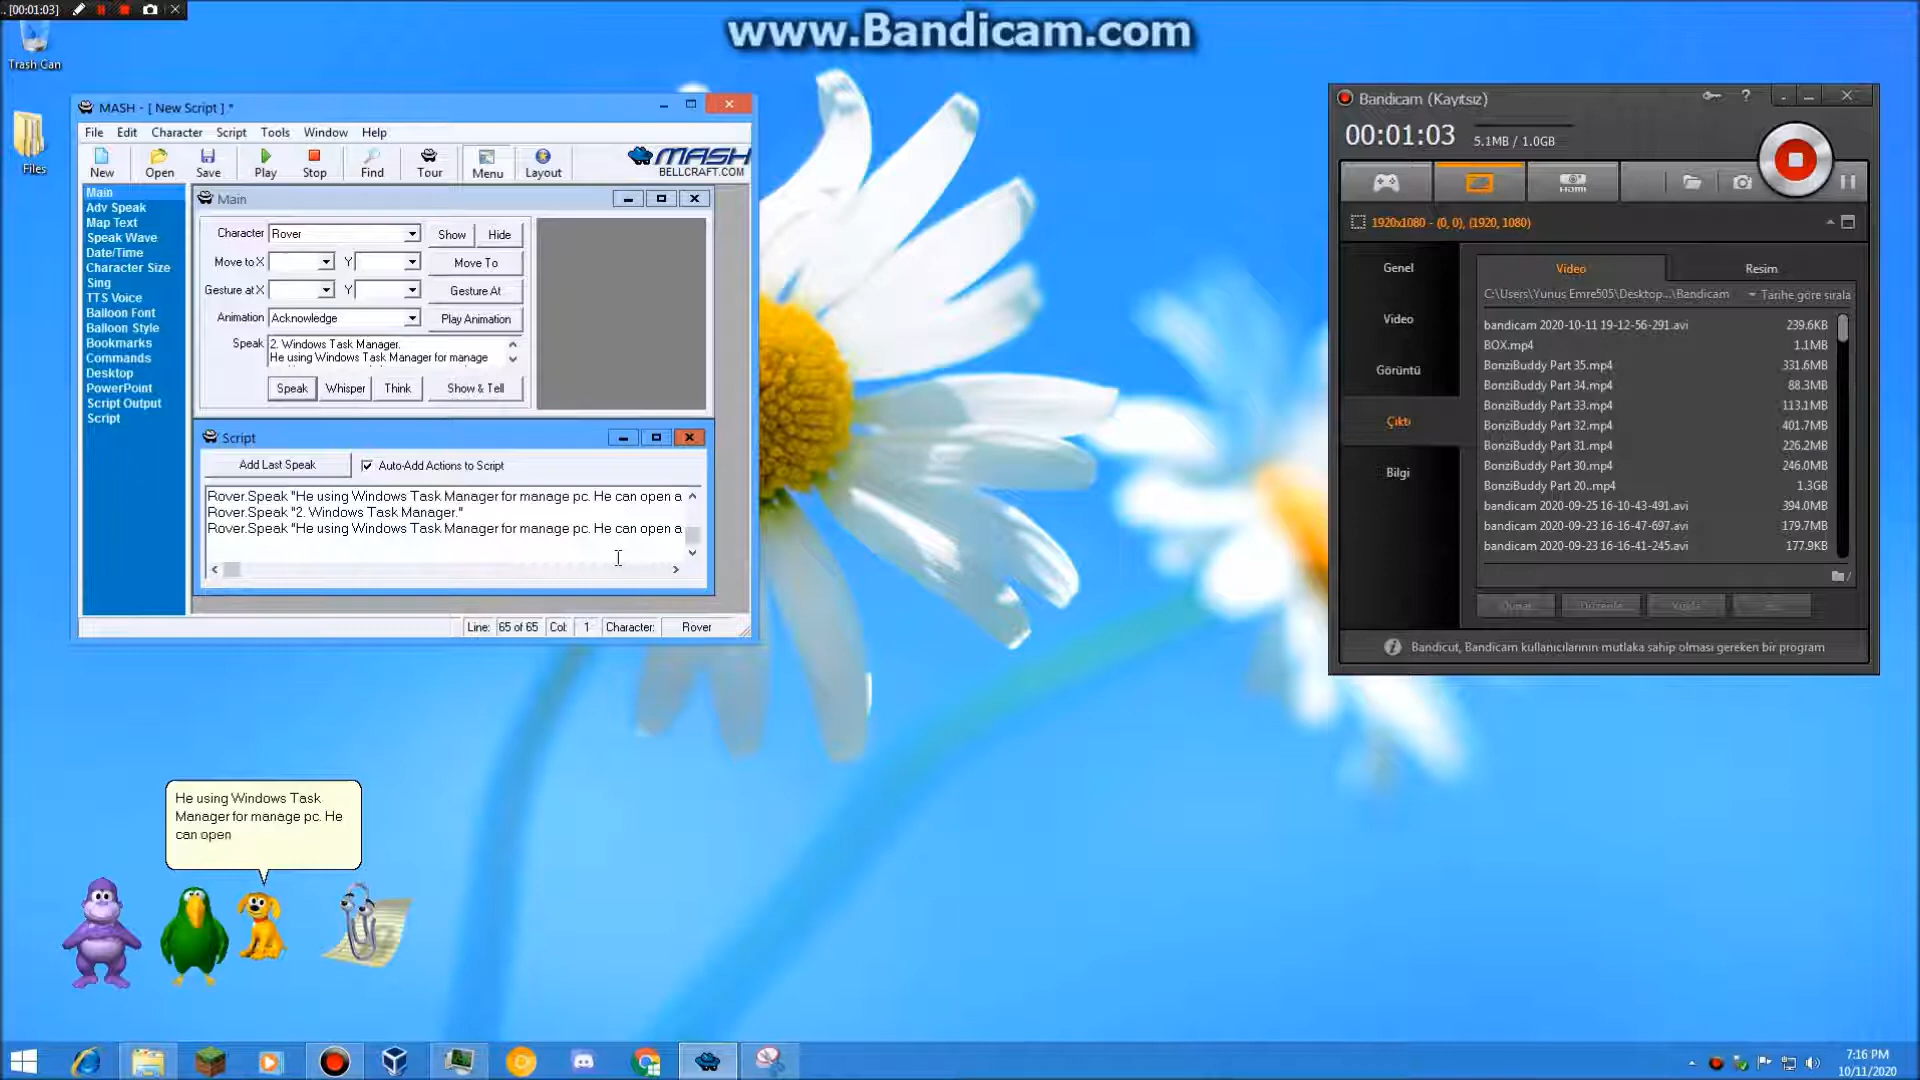 .. [00:01:03]
www.Bandicam.com
Trash Can
Files
MASH - [ New Script ] *
File Edit Character Script Tools Window Help
New Open Save Play Stop Find Tour Menu Layout
MASH
BELLCRAFT.COM
Main
Adv Speak
Map Text
Speak Wave
Date/Time
Character Size
Sing
TTS Voice
Balloon Font
Balloon Style
Bookmarks
Commands
Desktop
PowerPoint
Script Output
Script
Main
Character Rover Show Hide
Move to X Y Move To
Gesture at X Y Gesture At
Animation Acknowledge Play Animation
Speak 2. Windows Task Manager.
He using Windows Task Manager for manage
Speak Whisper Think Show & Tell
Script
Add Last Speak Auto-Add Actions to Script
Rover.Speak "He using Windows Task Manager for manage pc. He can open a
Rover.Speak "2. Windows Task Manager."
Rover.Speak "He using Windows Task Manager for manage pc. He can open a
Line: 65 of 65 Col: 1 Character: Rover
Bandicam (Kayıtsız)
00:01:03 5.1MB / 1.0GB
HDMI
1920x1080 - (0, 0), (1920, 1080)
Genel
Video
Görüntü
Çıktı
Bilgi
Video Resim
C:\Users\Yunus Emre505\Desktop...\Bandicam Tarihe göre sırala
bandicam 2020-10-11 19-12-56-291.avi 239.6KB
BOX.mp4 1.1MB
BonziBuddy Part 35.mp4 331.6MB
BonziBuddy Part 34.mp4 88.3MB
BonziBuddy Part 33.mp4 113.1MB
BonziBuddy Part 32.mp4 401.7MB
BonziBuddy Part 31.mp4 226.2MB
BonziBuddy Part 30.mp4 246.0MB
BonziBuddy Part 20..mp4 1.3GB
bandicam 2020-09-25 16-10-43-491.avi 394.0MB
bandicam 2020-09-23 16-16-47-697.avi 179.7MB
bandicam 2020-09-23 16-16-41-245.avi 177.9KB
Bandicut, Bandicam kullanıcılarının mutlaka sahip olması gereken bir program
He using Windows Task
Manager for manage pc. He
can open
7:16 PM
10/11/2020